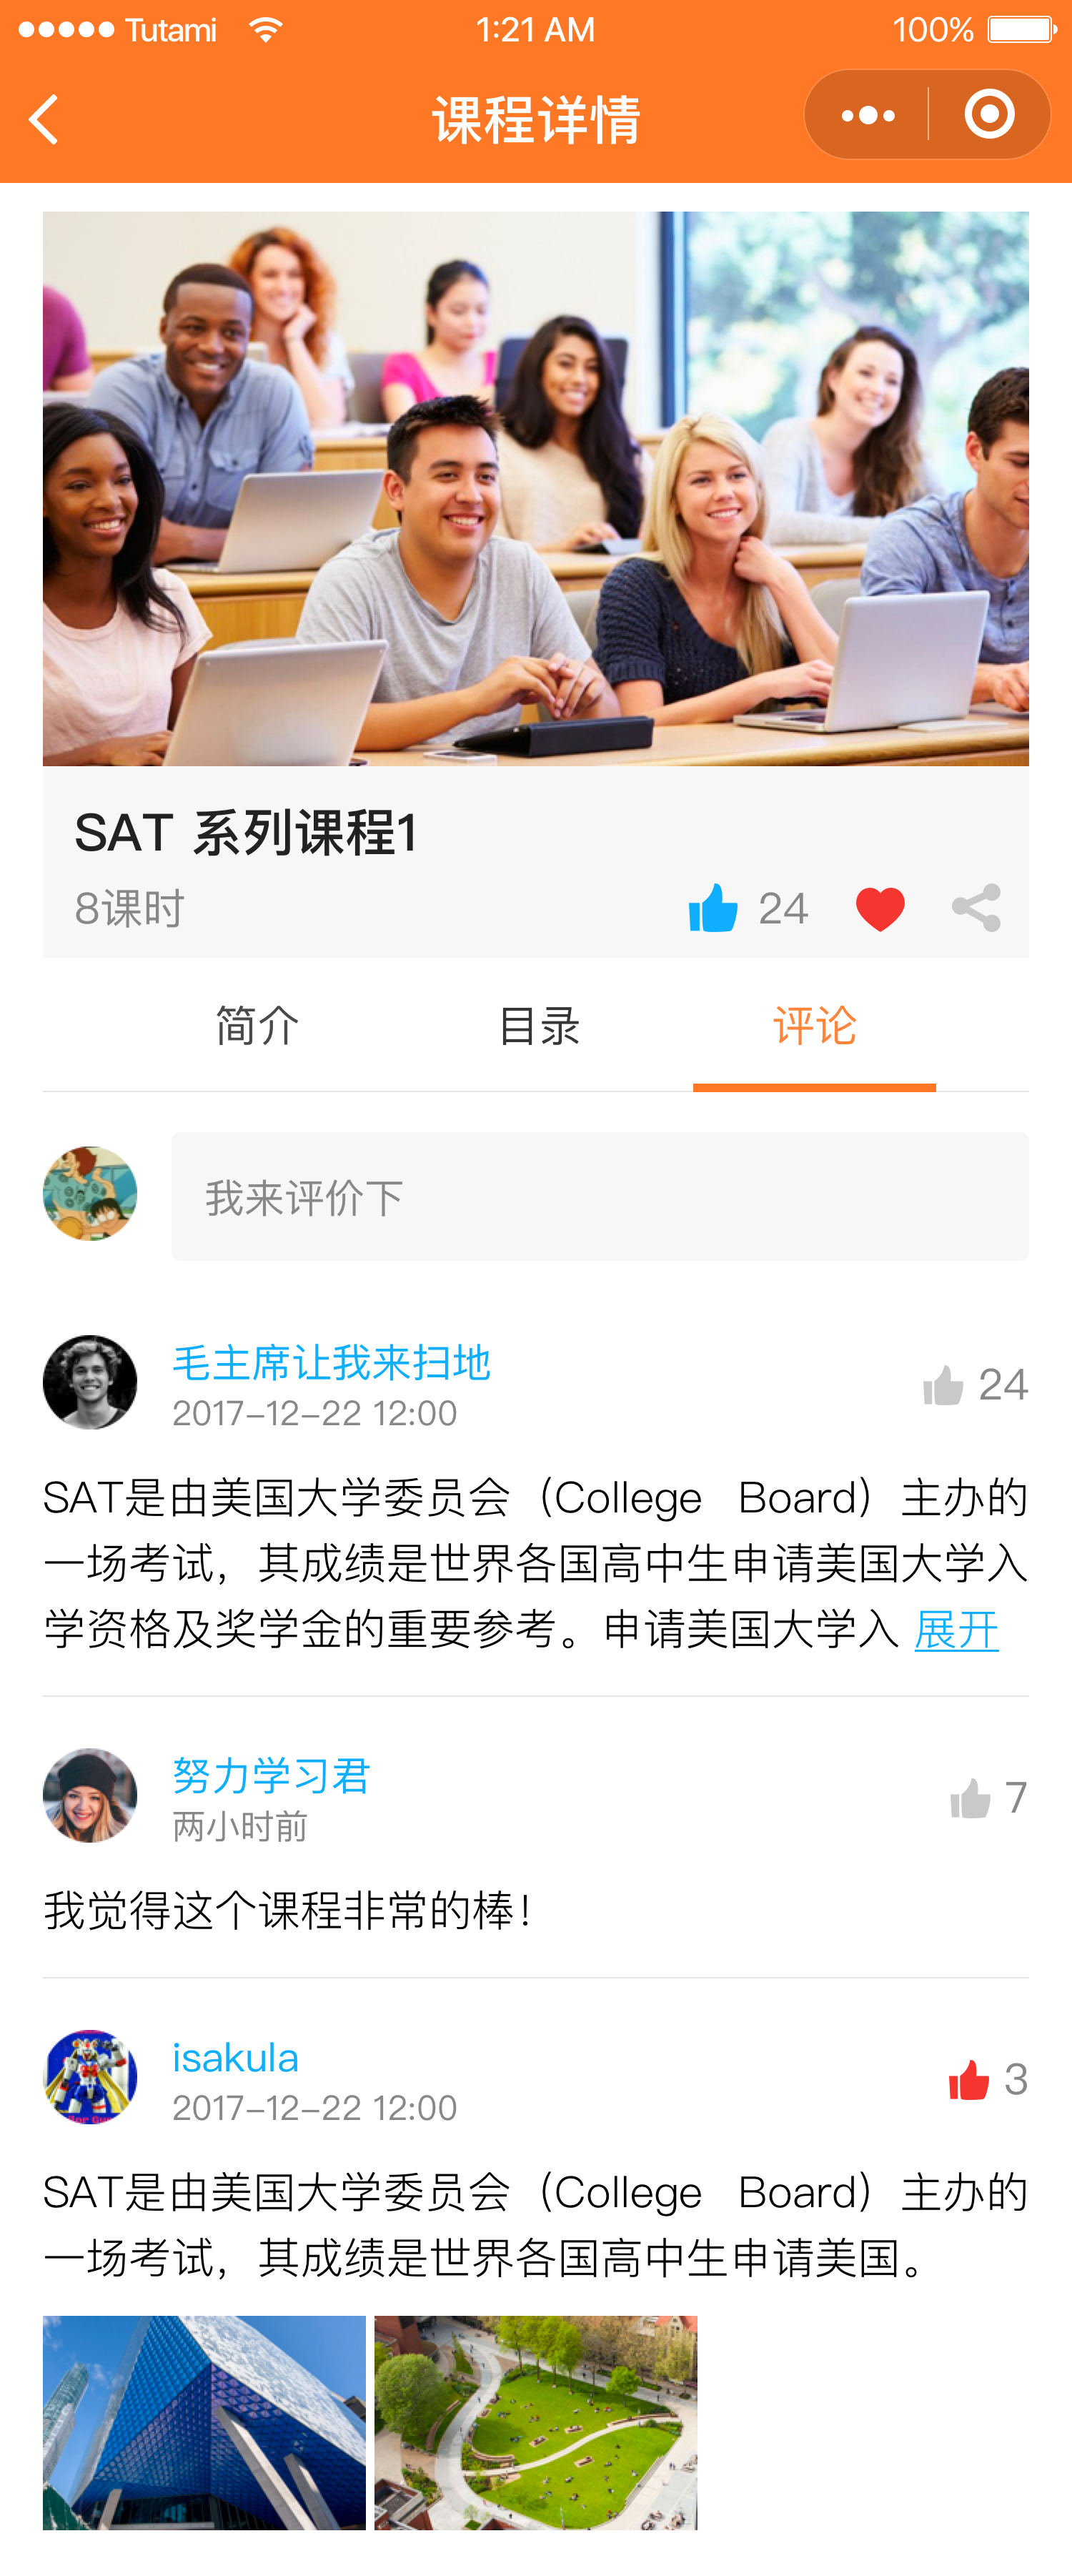 Tutami
1:21 AM
100%
课程详情
SAT 系列课程1
8课时
24
简介
目录
评论
我来评价下
毛主席让我来扫地
2017-12-22 12:00
24
SAT是由美国大学委员会（College Board）主办的
一场考试，其成绩是世界各国高中生申请美国大学入
学资格及奖学金的重要参考。申请美国大学入 展开
努力学习君
两小时前
7
我觉得这个课程非常的棒！
isakula
2017-12-22 12:00
3
SAT是由美国大学委员会（College Board）主办的
一场考试，其成绩是世界各国高中生申请美国。